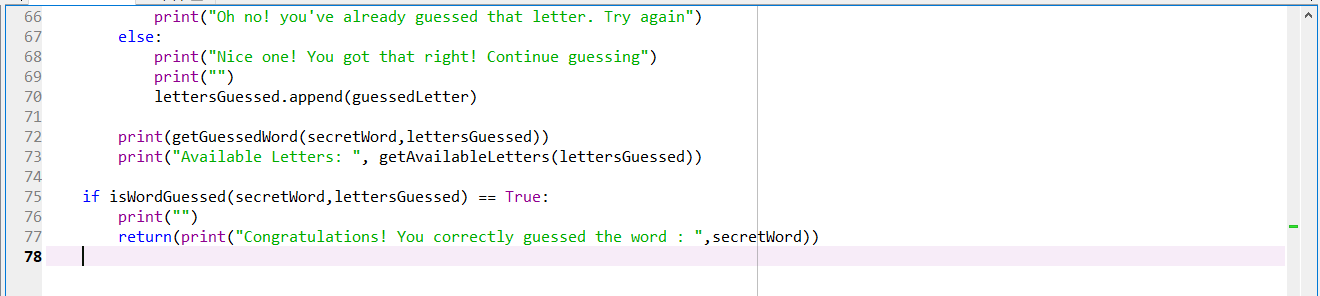 66 print("Oh no! you've already guessed that letter. Try again")
67 else:
68 print("Nice one! You got that right! Continue guessing")
69 print("")
70 lettersGuessed.append(guessedLetter)
71
72 print(getGuessedWord(secretWord,lettersGuessed))
73 print("Available Letters: ", getAvailableLetters(lettersGuessed))
74
75 if isWordGuessed(secretWord,lettersGuessed) == True:
76 print("")
77 return(print("Congratulations! You correctly guessed the word : ",secretWord))
78